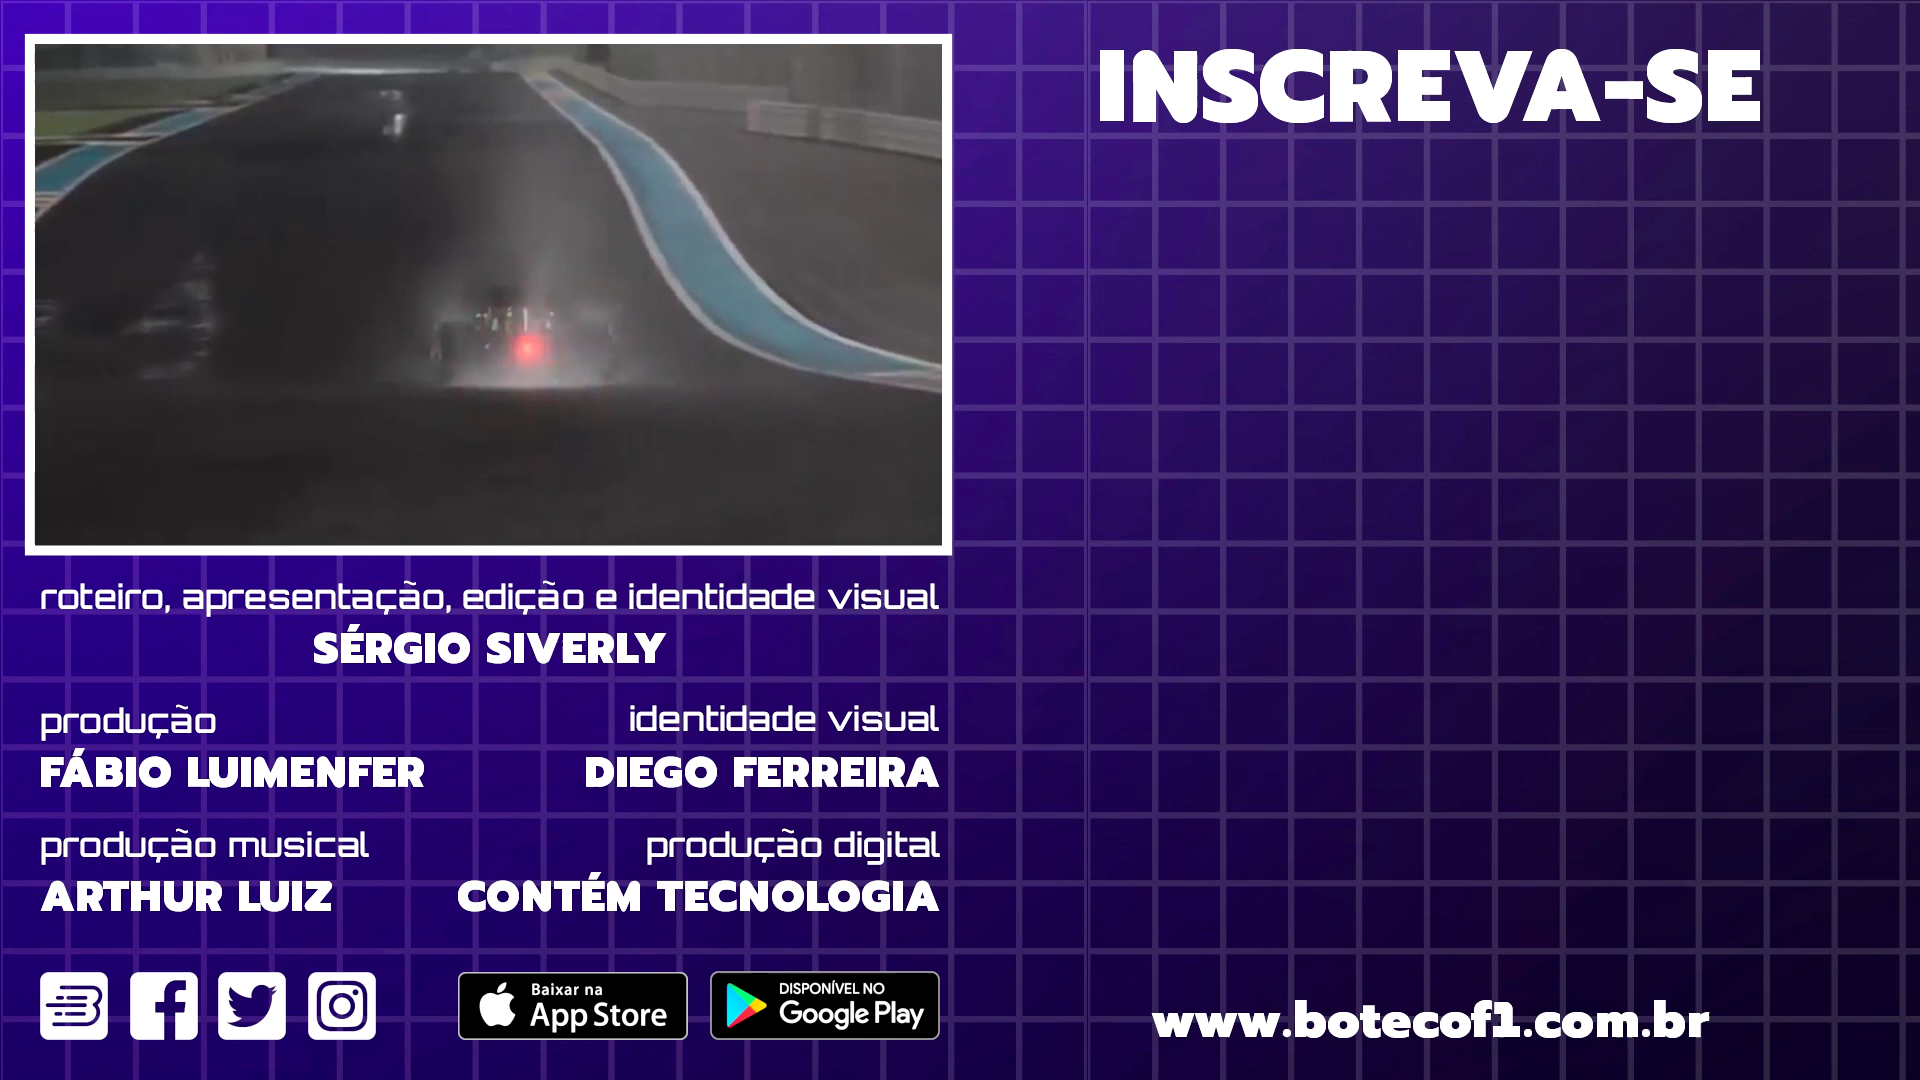 INSCREVA-SE
roteiro, apresentação, edição e identidade visual
SÉRGIO SIVERLY
produção
FÁBIO LUIMENFER
identidade visual
DIEGO FERREIRA
produção musical
ARTHUR LUIZ
produção digital
CONTÉM TECNOLOGIA
Baixar na
App Store
DISPONÍVEL NO
Google Play
www.botecof1.com.br